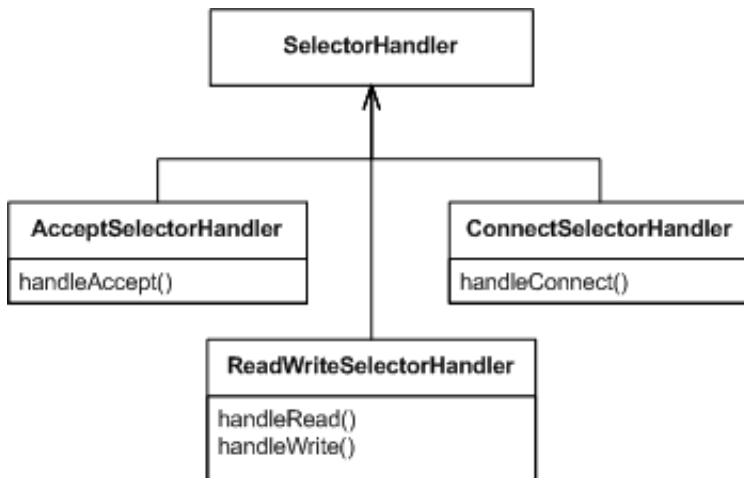 SelectorHandler
AcceptSelectorHandler
handleAccept()
ConnectSelectorHandler
handleConnect()
ReadWriteSelectorHandler
handleRead()
handleWrite()